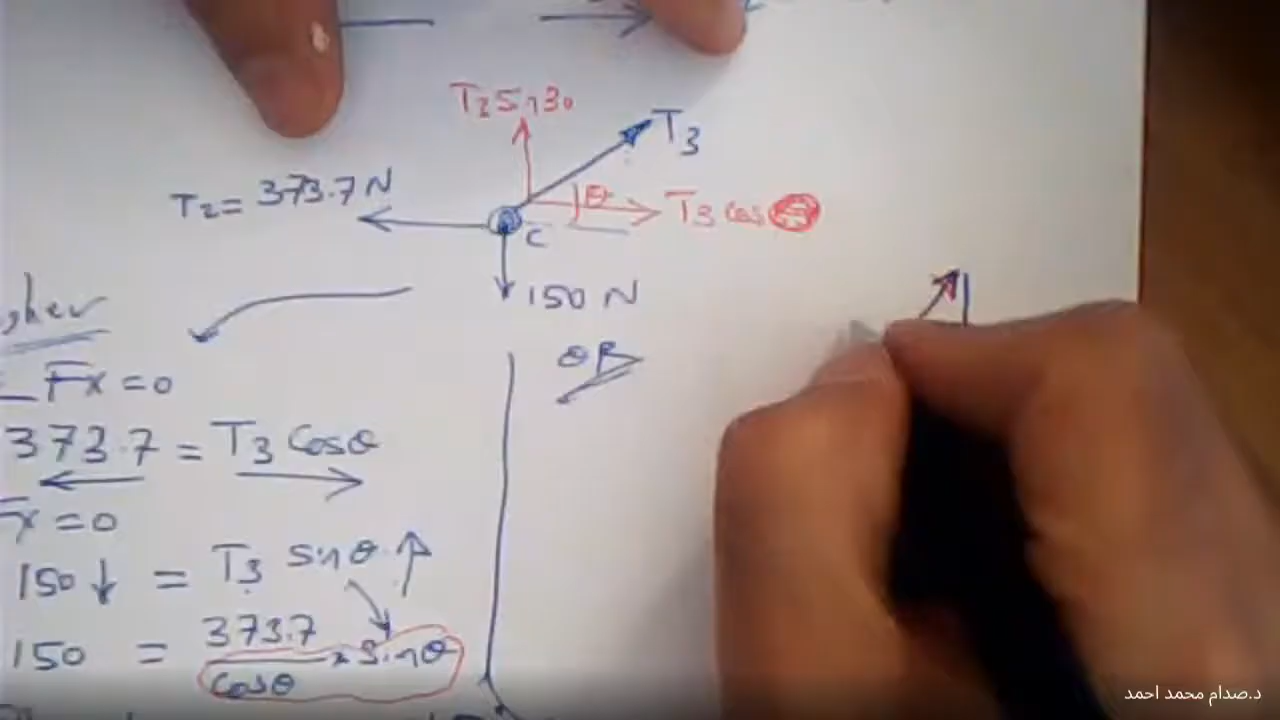 T₂ Sin30
T3
T₂ = 373.7 N
θ
T3 cos
C
150 N
OR
Fx = 0
373.7 = T3 Cosθ
Fx = 0
150 ↓ = T3 sinθ ↑
150 = 373.7/cosθ * Sinθ
د.صدام محمد احمد